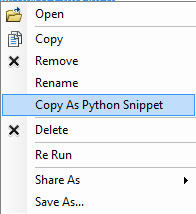 Open
Copy
Remove
Rename
Copy As Python Snippet
Delete
Re Run
Share As
Save As...